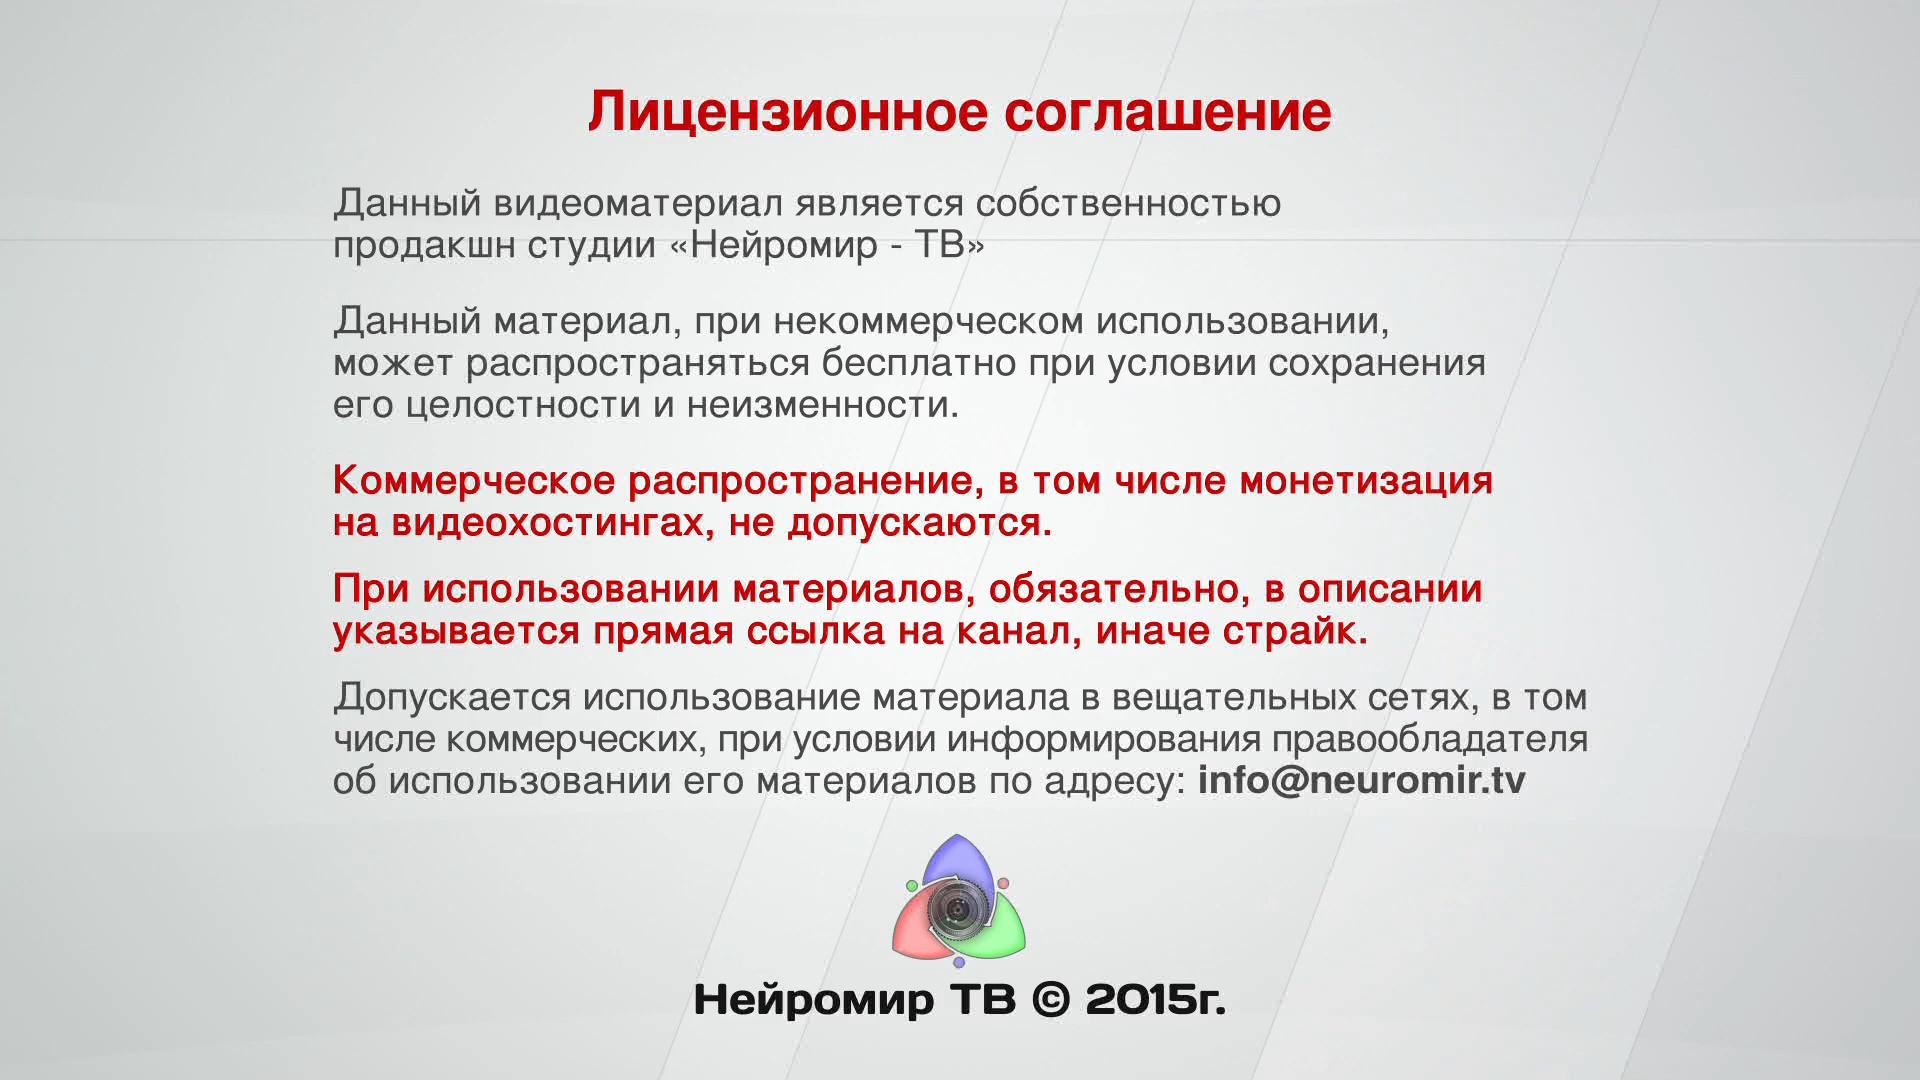 Лицензионное соглашение
Данный видеоматериал является собственностью
продакшн студии «Нейромир - ТВ»
Данный материал, при некоммерческом использовании,
может распространяться бесплатно при условии сохранения
его целостности и неизменности.
Коммерческое распространение, в том числе монетизация
на видеохостингах, не допускаются.
При использовании материалов, обязательно, в описании
указывается прямая ссылка на канал, иначе страйк.
Допускается использование материала в вещательных сетях, в том
числе коммерческих, при условии информирования правообладателя
об использовании его материалов по адресу: info@neuromir.tv
Нейромир ТВ © 2015г.